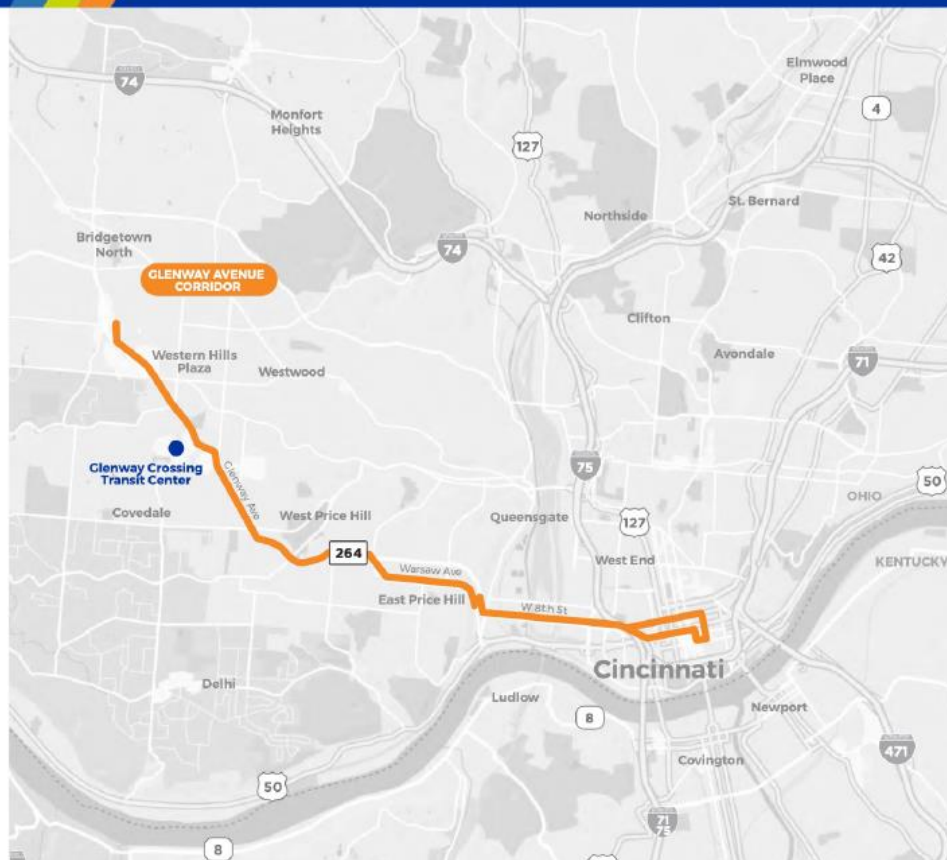 Elmwood
Place
74
4
Monfort
Heights
127
St. Bernard
Northside
Bridgetown
North
74
42
GLENWAY AVENUE
CORRIDOR
Clifton
Avondale
Western Hills
Plaza
71
Westwood
Glenway Crossing
Transit Center
Glenway Ave
75
50
OHIO
Covedale
West Price Hill
Queensgate
127
264
West End
KENTUCKY
Warsaw Ave
East Price Hill
W 8th St
Cincinnati
Delhi
Ludlow
8
Newport
471
Covington
50
71
75
8